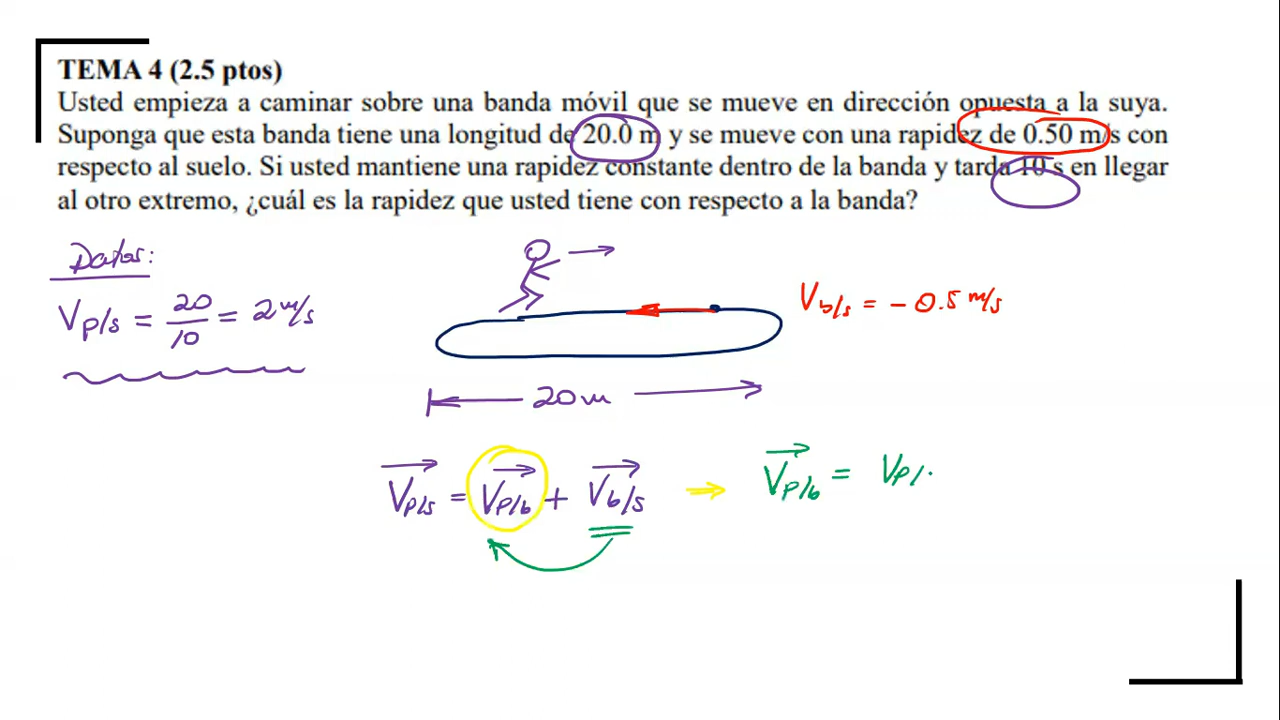 TEMA 4 (2.5 ptos)
Usted empieza a caminar sobre una banda móvil que se mueve en dirección opuesta a la suya.
Suponga que esta banda tiene una longitud de 20.0 m y se mueve con una rapidez de 0.50 m/s con
respecto al suelo. Si usted mantiene una rapidez constante dentro de la banda y tarda 10 s en llegar
al otro extremo, ¿cuál es la rapidez que usted tiene con respecto a la banda?
Datos:
Vp/s = 20/10 = 2 m/s
Vb/s = - 0.5 m/s
20m
Vp/s = Vp/b + Vb/s ⇒ Vp/b = Vp/